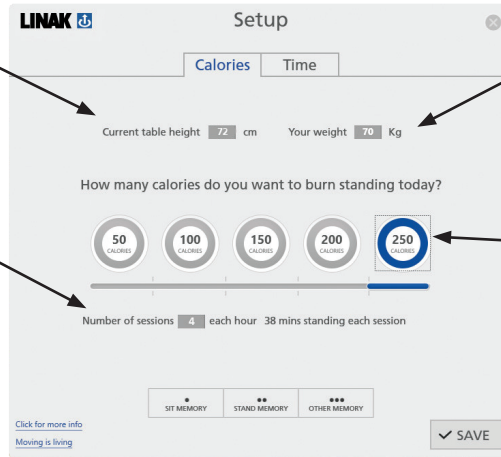 LINAK
Setup
Calories
Time
Current table height 72 cm
Your weight 70 Kg
How many calories do you want to burn standing today?
50 CALORIES
100 CALORIES
150 CALORIES
200 CALORIES
250 CALORIES
Number of sessions 4 each hour 38 mins standing each session
SIT MEMORY
STAND MEMORY
OTHER MEMORY
Click for more info
Moving is living
SAVE